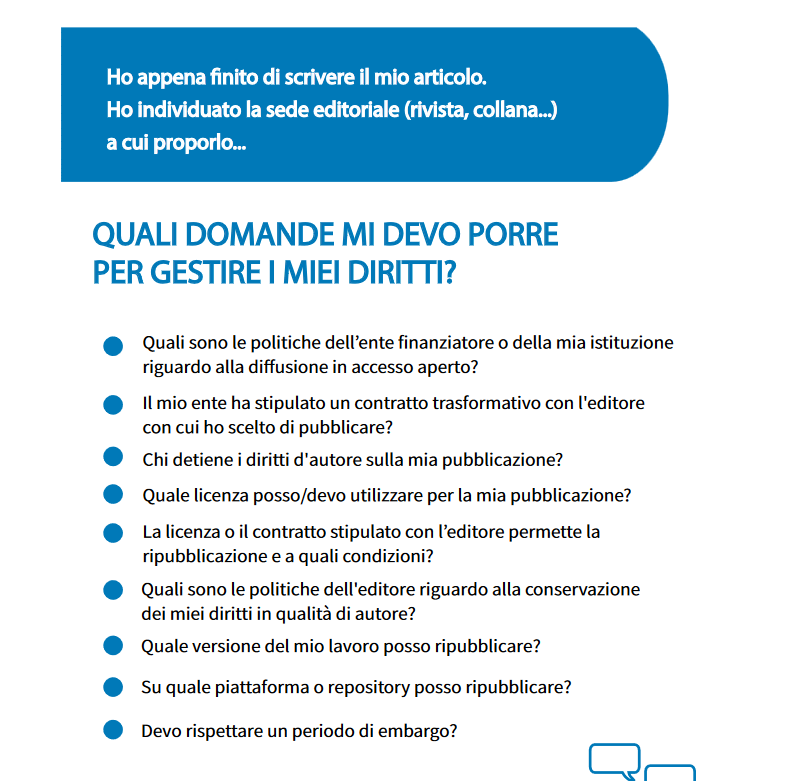 Ho appena finito di scrivere il mio articolo.
Ho individuato la sede editoriale (rivista, collana...)
a cui proporlo...
QUALI DOMANDE MI DEVO PORRE
PER GESTIRE I MIEI DIRITTI?
Quali sono le politiche dell’ente finanziatore o della mia istituzione
riguardo alla diffusione in accesso aperto?
Il mio ente ha stipulato un contratto trasformativo con l'editore
con cui ho scelto di pubblicare?
Chi detiene i diritti d'autore sulla mia pubblicazione?
Quale licenza posso/devo utilizzare per la mia pubblicazione?
La licenza o il contratto stipulato con l’editore permette la
ripubblicazione e a quali condizioni?
Quali sono le politiche dell'editore riguardo alla conservazione
dei miei diritti in qualità di autore?
Quale versione del mio lavoro posso ripubblicare?
Su quale piattaforma o repository posso ripubblicare?
Devo rispettare un periodo di embargo?